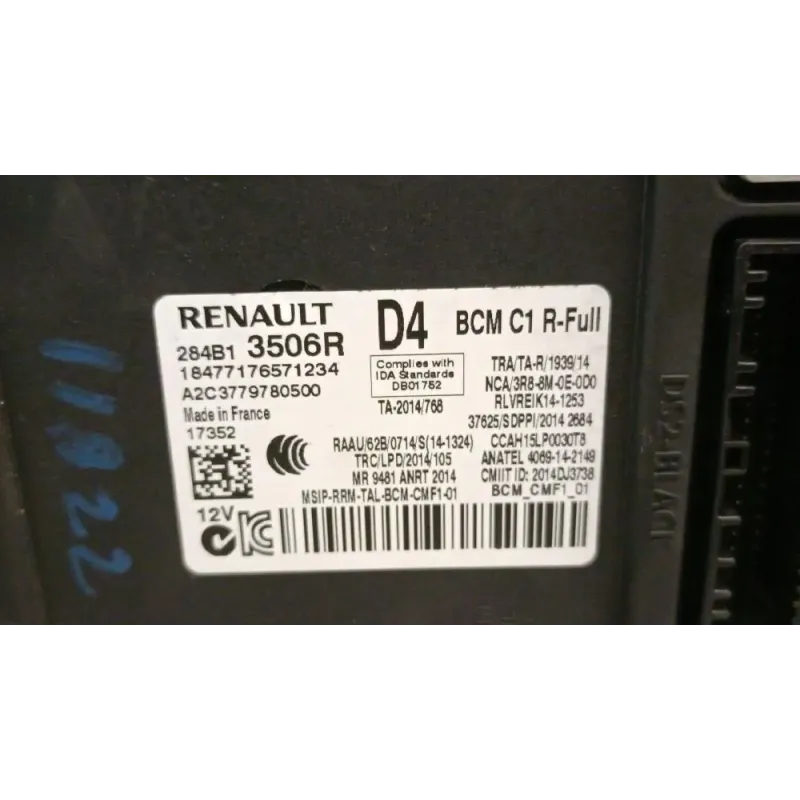 RENAULT D4 BCM C1 R-Full
284B1 3506R
18477176571234
A2C3779780500
Made in France
17352
Complies with
IDA Standards
DB01752
TA-2014/768
TRA/TA-R/1939/14
NCA/3R8-8M-0E-0D0
RLVREIK14-1253
37625/SDPPI/2014 2684
RAAU/62B/0714/S(14-1324) CCAH15LP0030T8
TRC/LPD/2014/105 ANATEL 4069-14-2149
MR 9481 ANRT 2014 CMIIT ID: 2014DJ3738
MSIP-RRM-TAL-BCM-CMF1-01 BCM_CMF1_01
12V
DS2 BLACK
11822